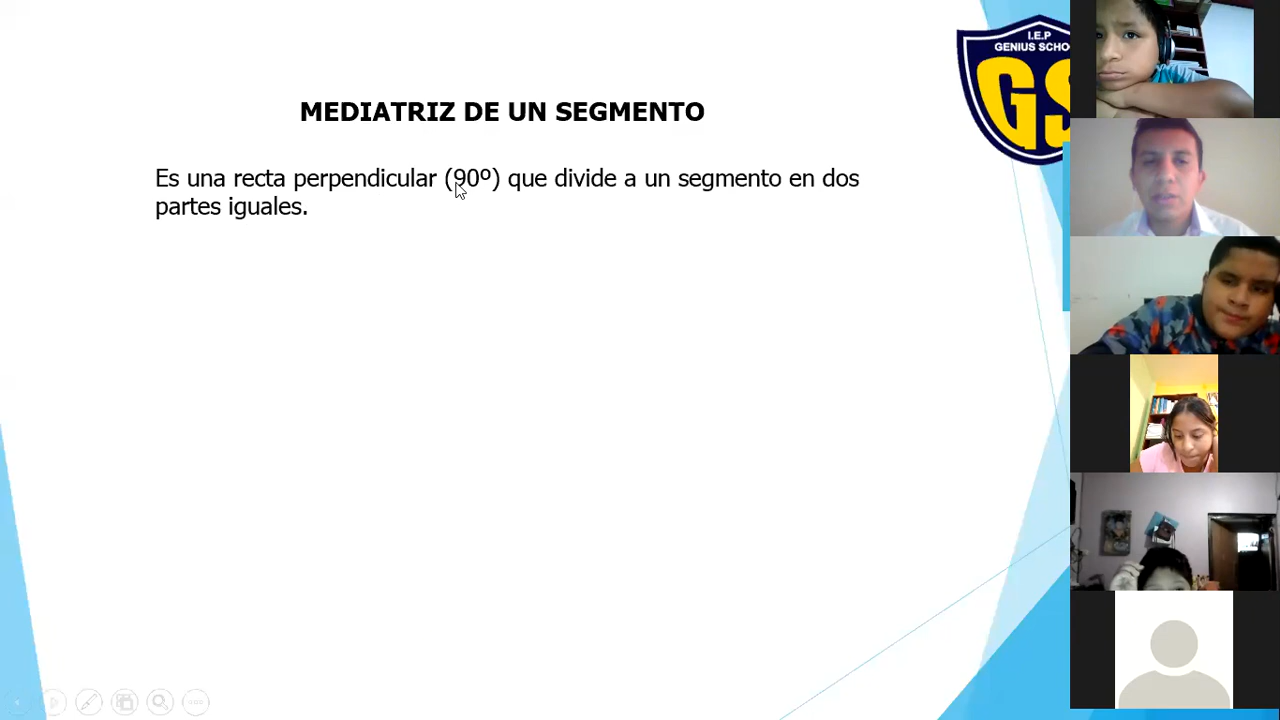 I.E.P
GENIUS SCHO
GS
MEDIATRIZ DE UN SEGMENTO
Es una recta perpendicular (90º) que divide a un segmento en dos
partes iguales.